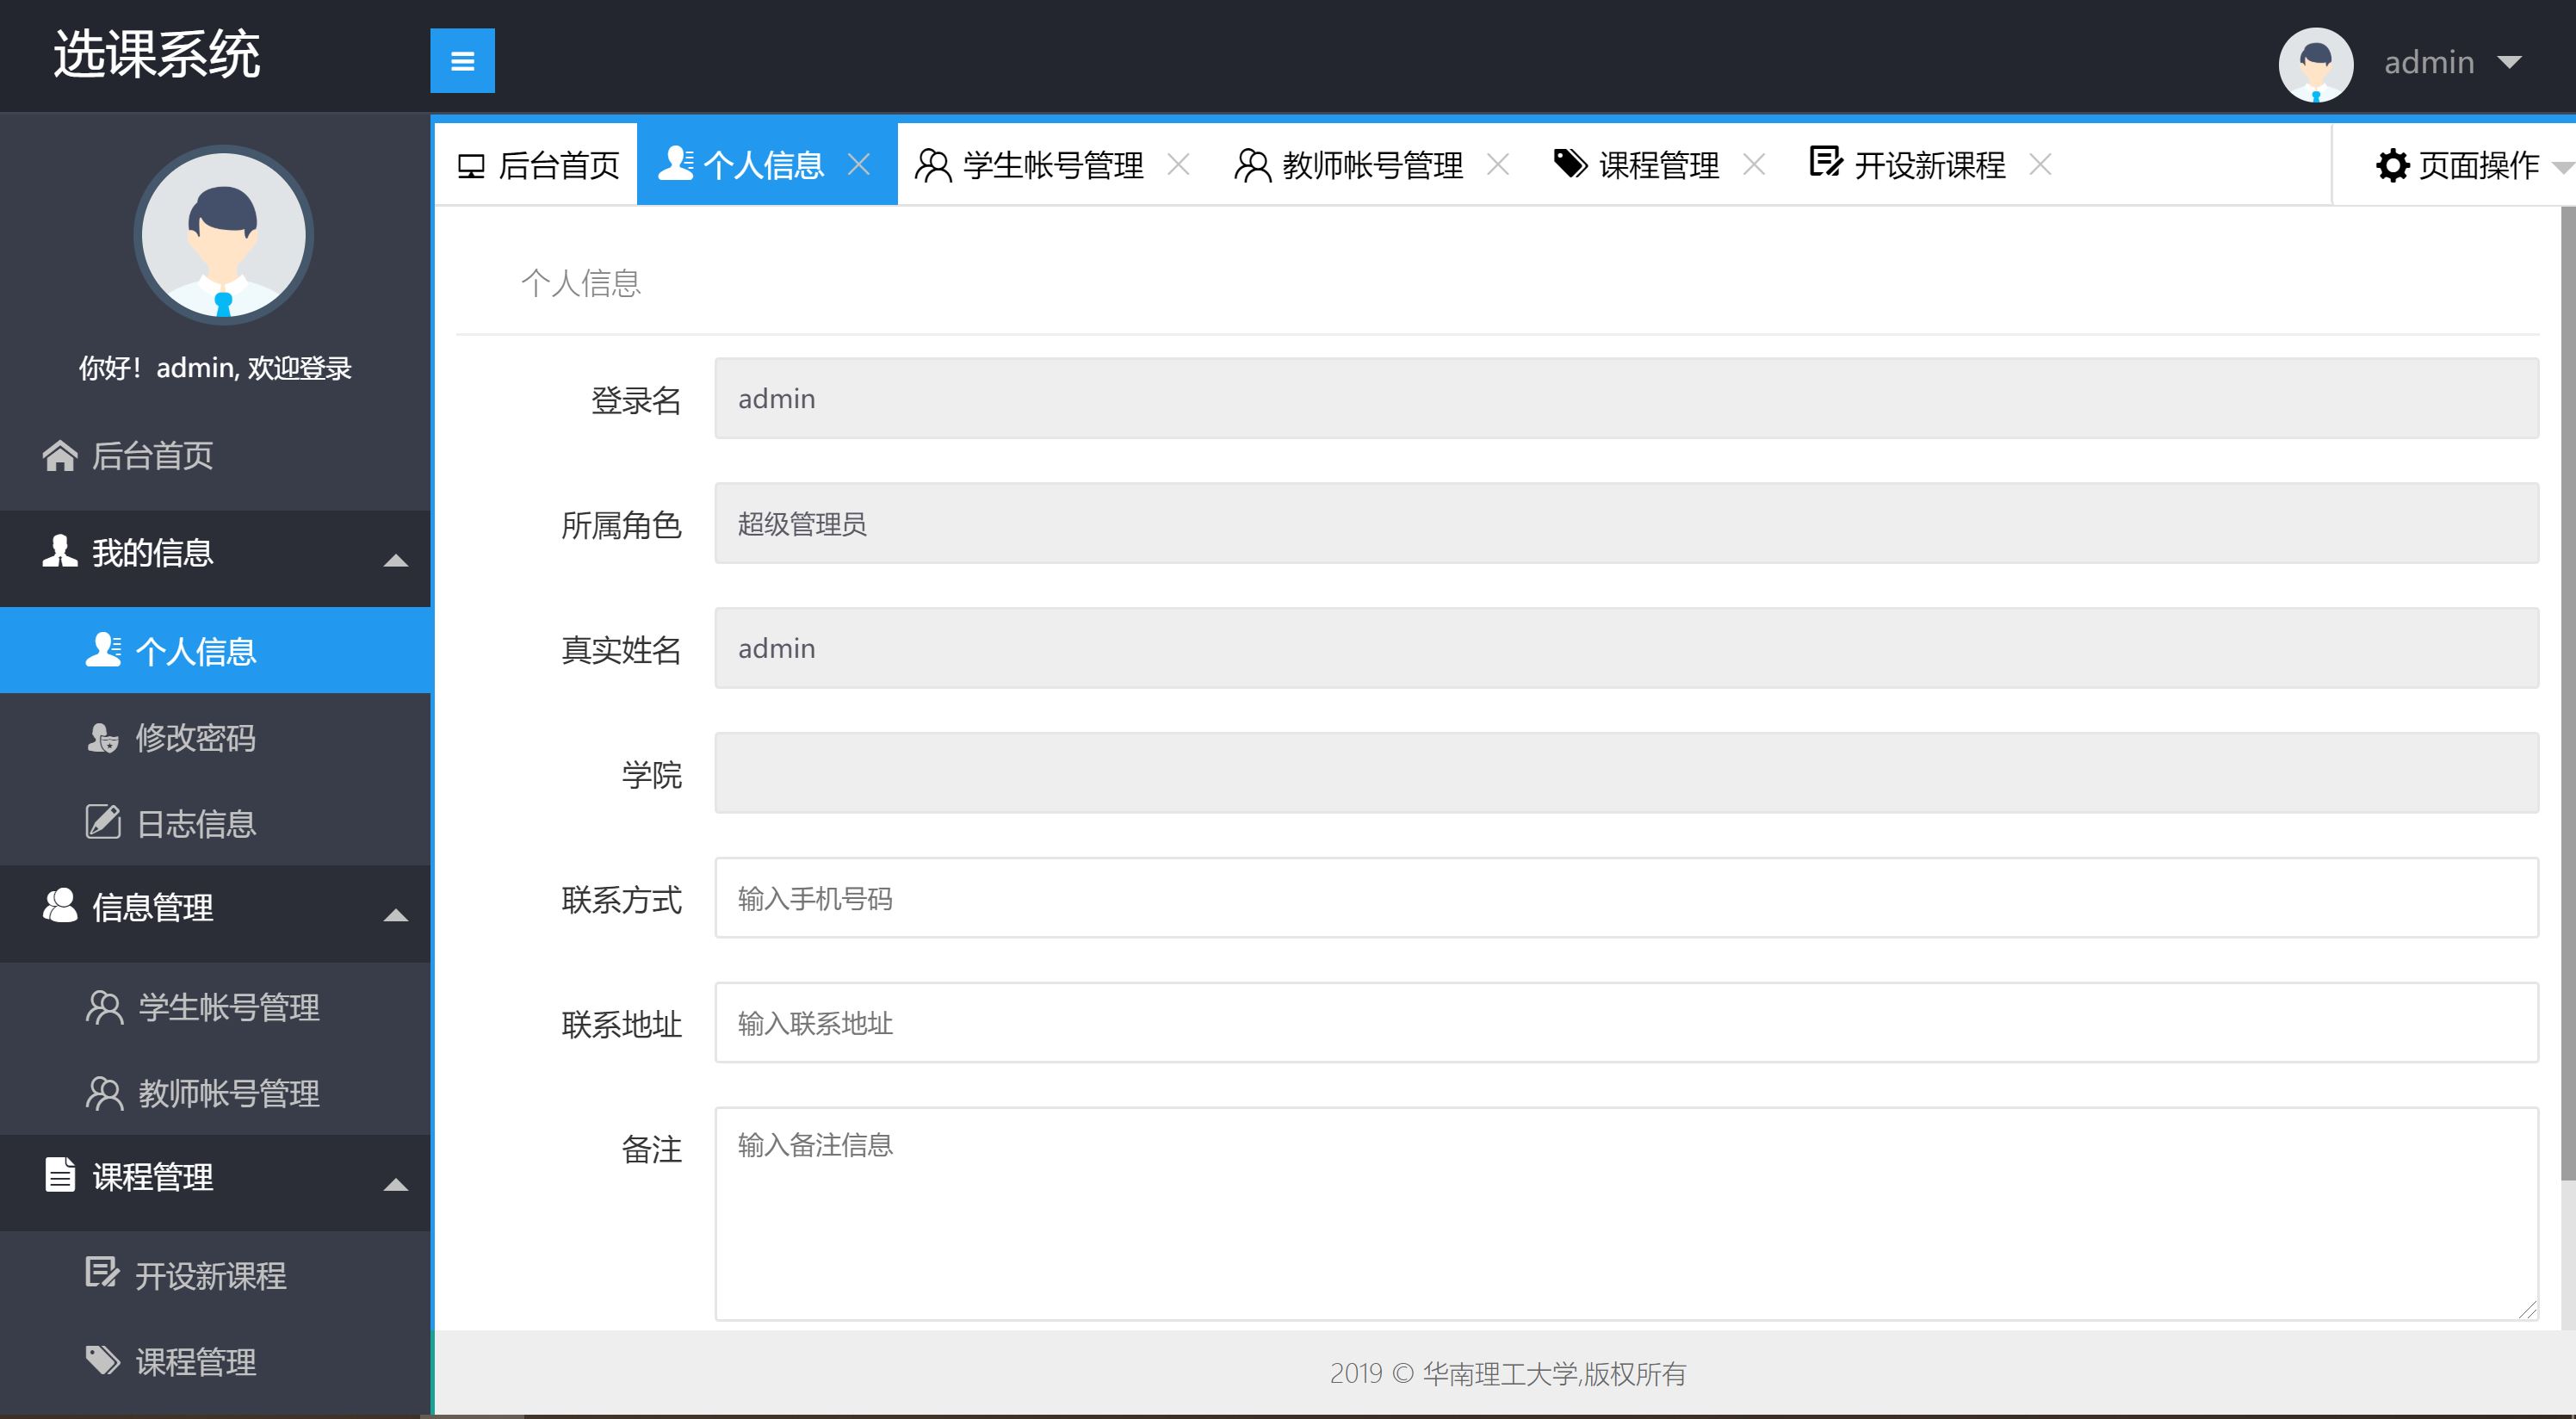 选课系统
admin
你好！admin, 欢迎登录
后台首页
我的信息
个人信息
修改密码
日志信息
信息管理
学生帐号管理
教师帐号管理
课程管理
开设新课程
课程管理
后台首页 个人信息 学生帐号管理 教师帐号管理 课程管理 开设新课程 页面操作
个人信息
登录名 admin
所属角色 超级管理员
真实姓名 admin
学院
联系方式 输入手机号码
联系地址 输入联系地址
备注 输入备注信息
2019 © 华南理工大学,版权所有